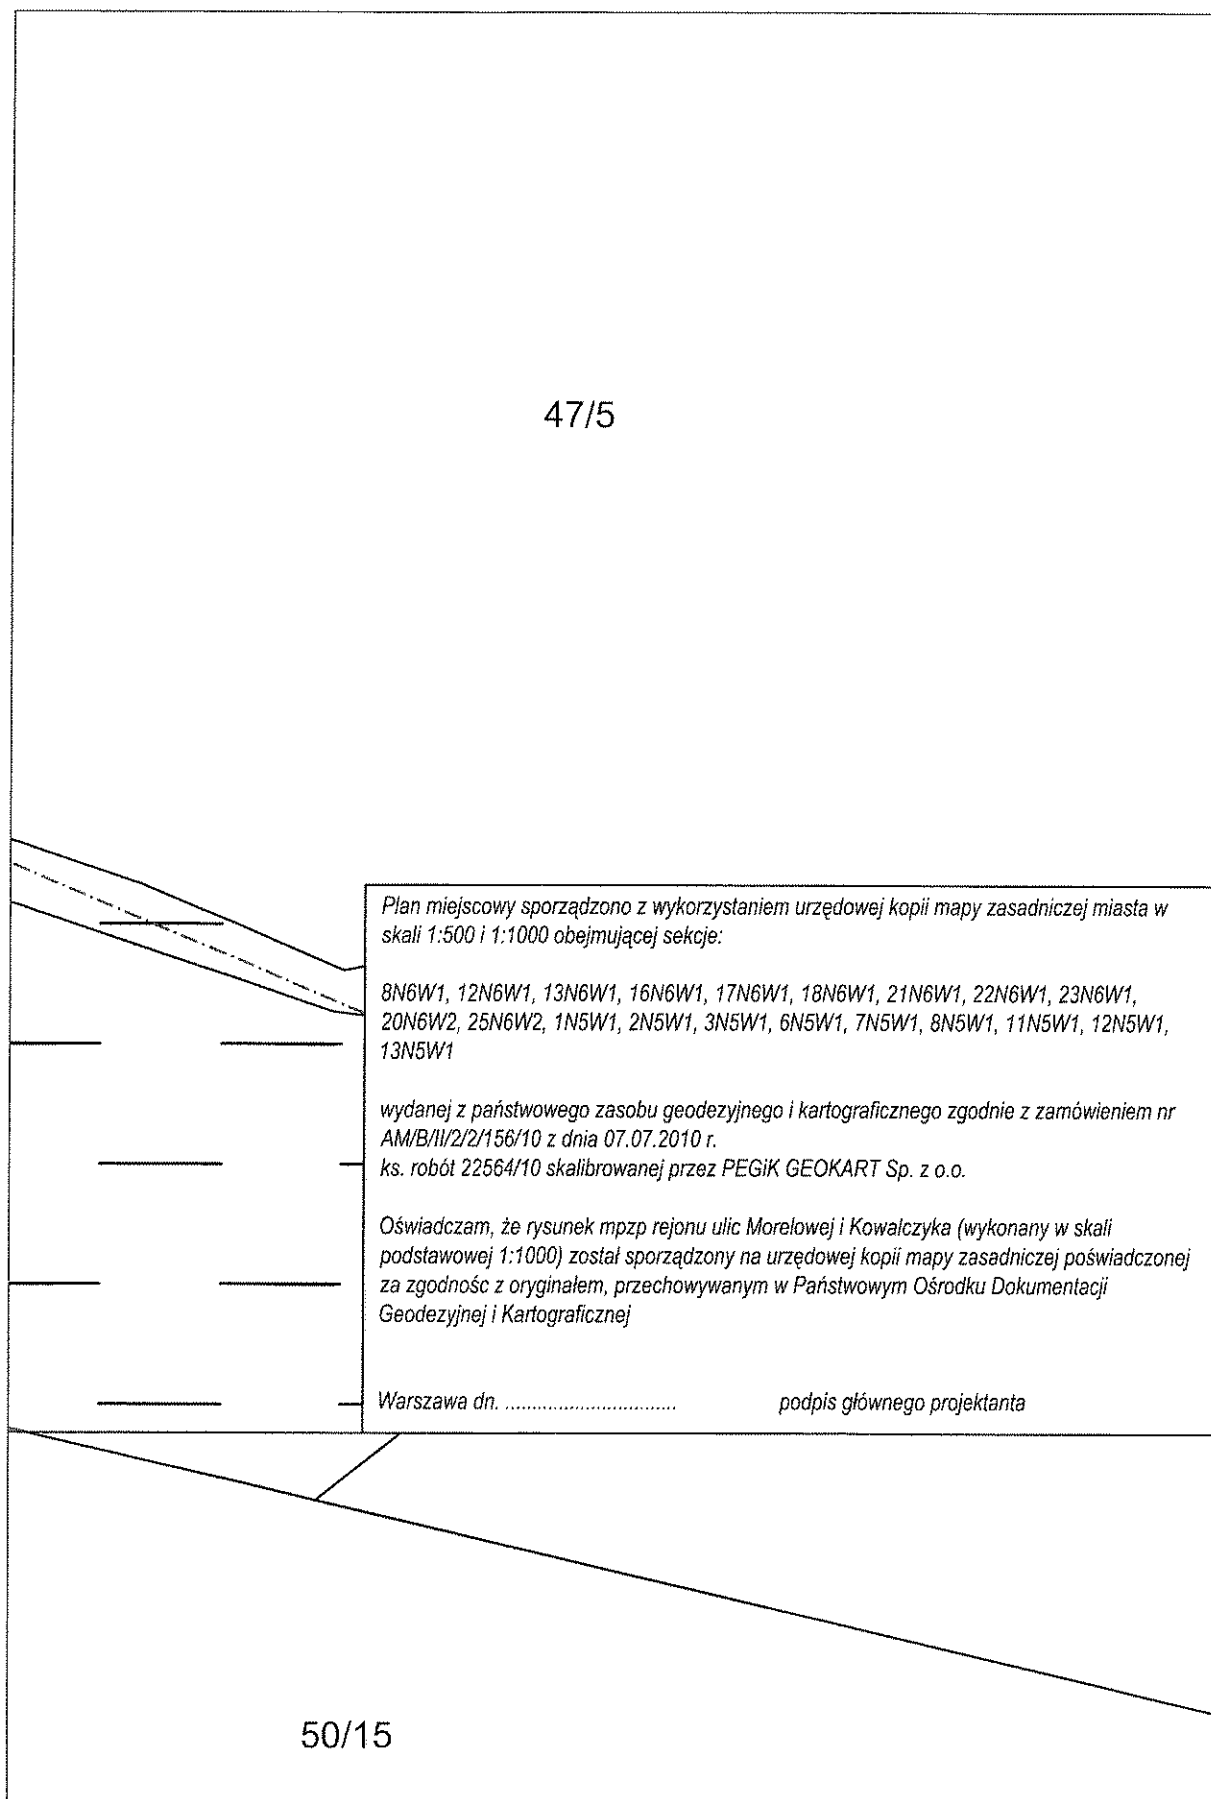 47/5
Plan miejscowy sporządzono z wykorzystaniem urzędowej kopii mapy zasadniczej miasta w
skali 1:500 i 1:1000 obejmującej sekcje:
8N6W1, 12N6W1, 13N6W1, 16N6W1, 17N6W1, 18N6W1, 21N6W1, 22N6W1, 23N6W1,
20N6W2, 25N6W2, 1N5W1, 2N5W1, 3N5W1, 6N5W1, 7N5W1, 8N5W1, 11N5W1, 12N5W1,
13N5W1
wydanej z państwowego zasobu geodezyjnego i kartograficznego zgodnie z zamówieniem nr
AM/B/II/2/2/156/10 z dnia 07.07.2010 r.
ks. robót 22564/10 skalibrowanej przez PEGiK GEOKART Sp. z o.o.
Oświadczam, że rysunek mpzp rejonu ulic Morelowej i Kowalczyka (wykonany w skali
podstawowej 1:1000) został sporządzony na urzędowej kopii mapy zasadniczej poświadczonej
za zgodnośc z oryginałem, przechowywanym w Państwowym Ośrodku Dokumentacji
Geodezyjnej i Kartograficznej
Warszawa dn. ................................ podpis głównego projektanta
50/15